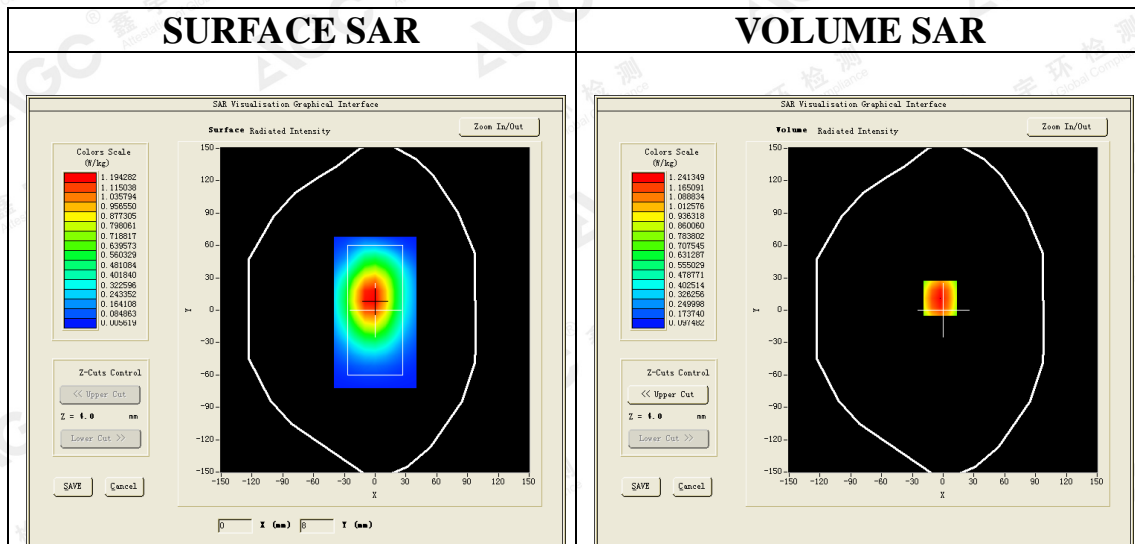 SURFACE SAR
SAR Visualisation Graphical Interface
Surface Radiated Intensity
Zoom In/Out
Colors Scale
(W/kg)
1.194282
1.115038
1.035794
0.956550
0.877305
0.798061
0.718817
0.639573
0.560329
0.481084
0.401840
0.322596
0.243352
0.164108
0.084863
0.005619
Z-Cuts Control
<< Upper Cut
Z = 4.0 mm
Lower Cut >>
SAVE Cancel
150
120
90
60
30
0
-30
-60
-90
-120
-150
Y
-150 -120 -90 -60 -30 0 30 60 90 120 150
X
0 X (mm) 8 Y (mm)
VOLUME SAR
SAR Visualisation Graphical Interface
Volume Radiated Intensity
Zoom In/Out
Colors Scale
(W/kg)
1.241349
1.165091
1.088834
1.012576
0.936318
0.860060
0.783802
0.707545
0.631287
0.555029
0.478771
0.402514
0.326256
0.249998
0.173740
0.097482
Z-Cuts Control
<< Upper Cut
Z = 4.0 mm
Lower Cut >>
SAVE Cancel
150
120
90
60
30
0
-30
-60
-90
-120
-150
Y
-150 -120 -90 -60 -30 0 30 60 90 120 150
X